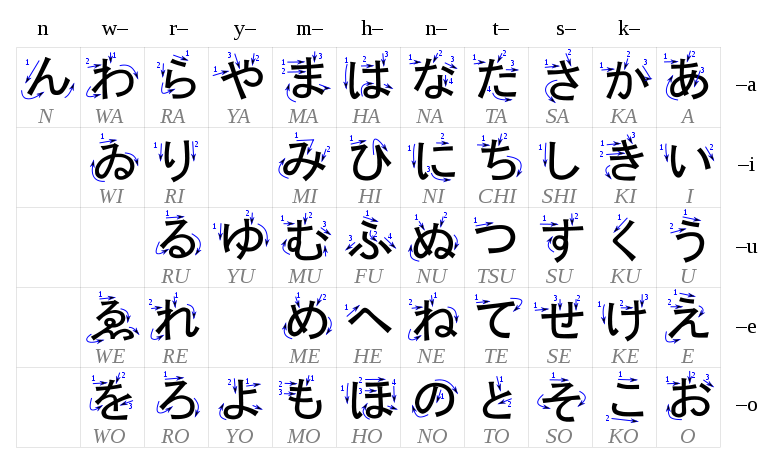 n w– r– y– m– h– n– t– s– k–
ん わ ら や ま は な た さ か あ –a
N WA RA YA MA HA NA TA SA KA A
ゐ り み ひ に ち し き い –i
WI RI MI HI NI CHI SHI KI I
る ゆ む ふ ぬ つ す く う –u
RU YU MU FU NU TSU SU KU U
ゑ れ め へ ね て せ け え –e
WE RE ME HE NE TE SE KE E
を ろ よ も ほ の と そ こ お –o
WO RO YO MO HO NO TO SO KO O